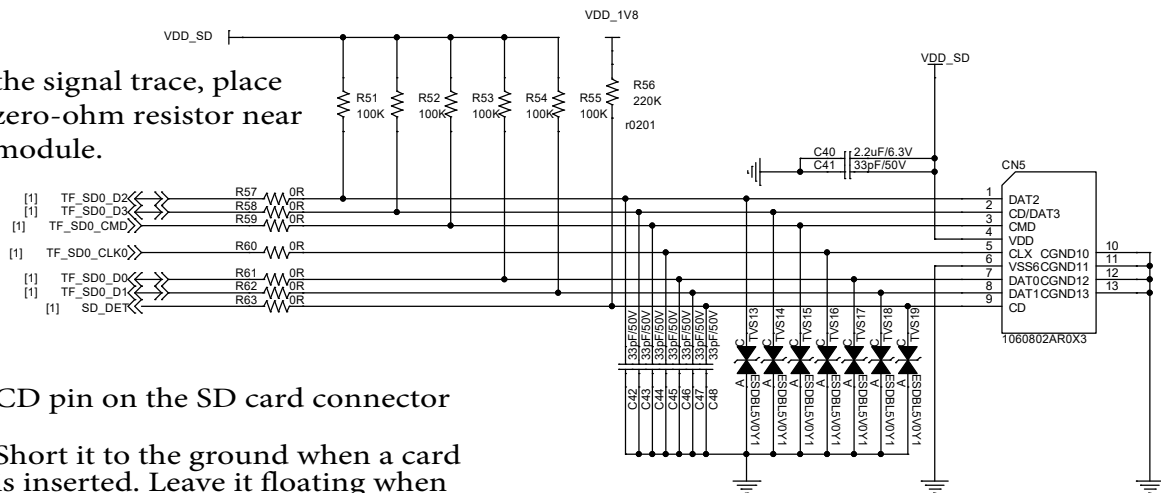 VDD_1V8
VDD_SD
VDD_SD
the signal trace, place
zero-ohm resistor near
module.
R51 100K
R52 100K
R53 100K
R54 100K
R55 100K
R56
220K
r0201
C40 2.2uF/6.3V
C41 33pF/50V
CN5
[1] TF_SD0_D2 R57 0R
[1] TF_SD0_D3 R58 0R
[1] TF_SD0_CMD R59 0R
[1] TF_SD0_CLK0 R60 0R
[1] TF_SD0_D0 R61 0R
[1] TF_SD0_D1 R62 0R
[1] SD_DET R63 0R
1 DAT2
2 CD/DAT3
3 CMD
4 VDD
5 CLX CGND10 10
6 VSS6CGND11 11
7 DAT0CGND12 12
8 DAT1CGND13 13
9 CD
1060802AR0X3
33pF/50V
33pF/50V
33pF/50V
33pF/50V
33pF/50V
33pF/50V
33pF/50V
C42
C43
C44
C45
C46
C47
C48
C TVS13
C TVS14
C TVS15
C TVS16
C TVS17
C TVS18
C TVS19
A ESDBL5V0Y1
A ESDBL5V0Y1
A ESDBL5V0Y1
A ESDBL5V0Y1
A ESDBL5V0Y1
A ESDBL5V0Y1
A ESDBL5V0Y1
CD pin on the SD card connector
Short it to the ground when a card
is inserted. Leave it floating when